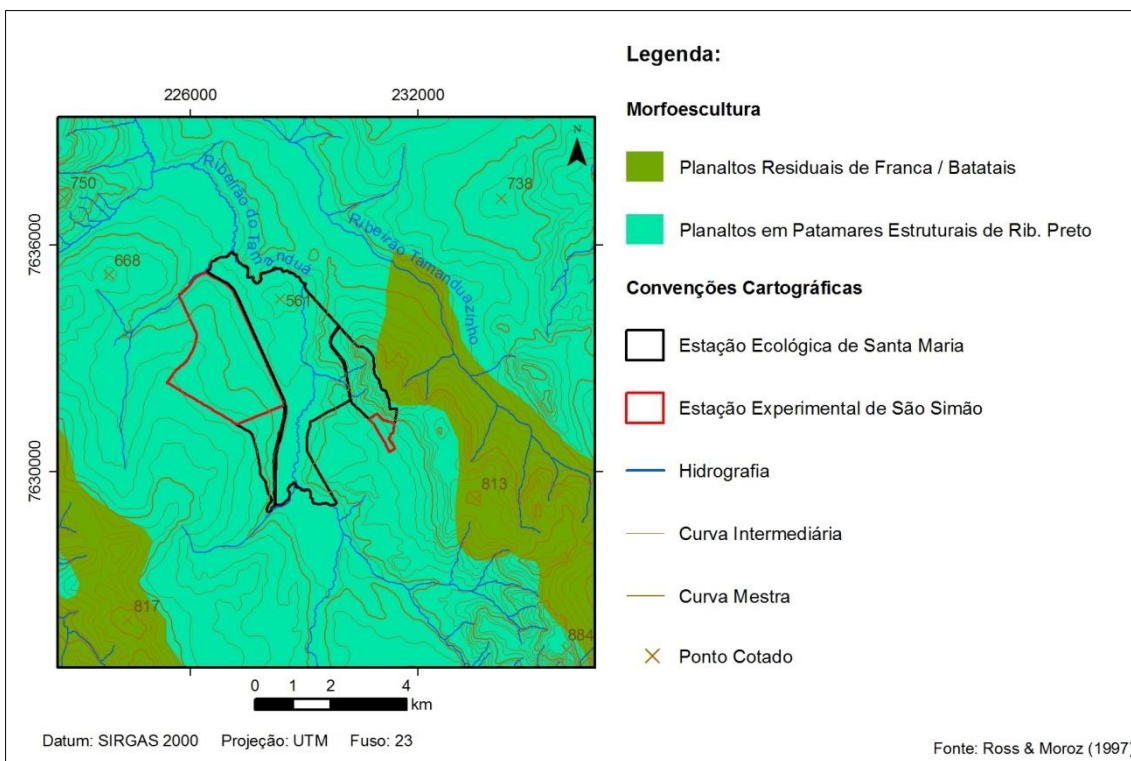 Legenda:
Morfoescultura
Planaltos Residuais de Franca / Batatais
Planaltos em Patamares Estruturais de Rib. Preto
Convenções Cartográficas
Estação Ecológica de Santa Maria
Estação Experimental de São Simão
Hidrografia
Curva Intermediária
Curva Mestra
Ponto Cotado
226000
232000
N
7636000
7630000
750
738
668
561
813
817
884
Ribeirão do Tamanduá
Ribeirão Tamanduazinho
0 1 2 4
km
Datum: SIRGAS 2000 Projeção: UTM Fuso: 23
Fonte: Ross & Moroz (1997)